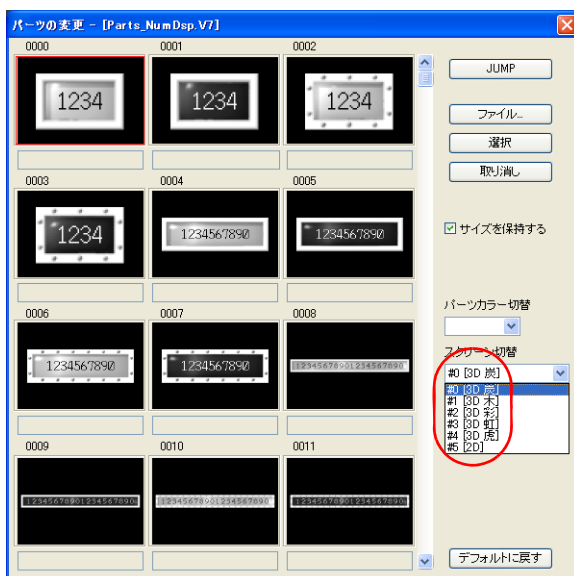 パーツの変更 - [Parts_NumDsp.V7]
0000 0001 0002
1234 1234 1234
0003 0004 0005
1234 1234567890 1234567890
0006 0007 0008
1234567890 1234567890 12345678901234567890
0009 0010 0011
12345678901234567890 12345678901234567890 12345678901234567890
JUMP
ファイル...
選択
取り消し
サイズを保持する
パーツカラー切替
スクリーン切替
#0 [3D 炭]
#0 [3D 炭]
#1 [3D 木]
#2 [3D 彩]
#3 [3D 虹]
#4 [3D 虎]
#5 [2D]
デフォルトに戻す